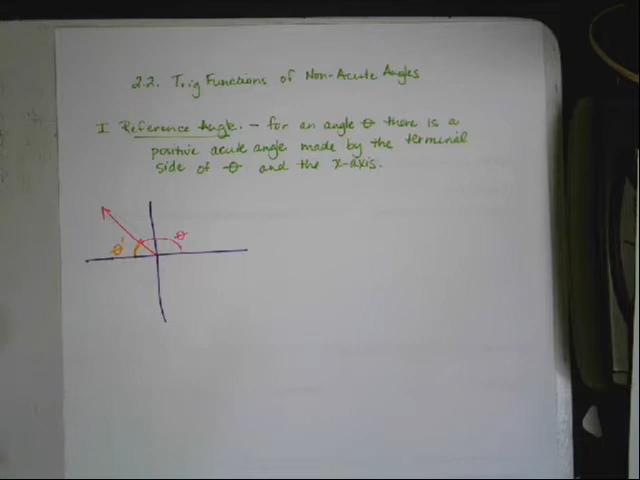 2.2. Trig Functions of Non-Acute Angles
I Reference Angle. - for an angle θ there is a
positive acute angle made by the terminal
side of θ and the x-axis.
θ' θ